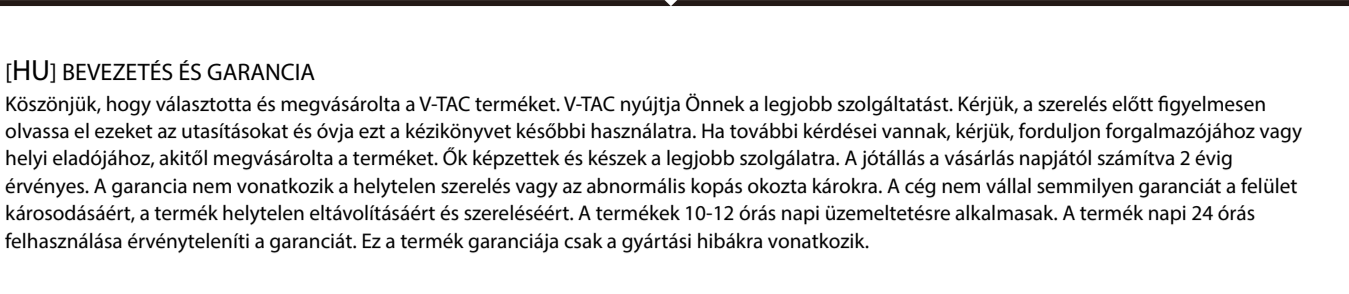 [HU] BEVEZETÉS ÉS GARANCIA
Köszönjük, hogy választotta és megvásárolta a V-TAC terméket. V-TAC nyújtja Önnek a legjobb szolgáltatást. Kérjük, a szerelés előtt figyelmesen
olvassa el ezeket az utasításokat és óvja ezt a kézikönyvet későbbi használatra. Ha további kérdései vannak, kérjük, forduljon forgalmazójához vagy
helyi eladójához, akitől megvásárolta a terméket. Ők képzettek és készek a legjobb szolgálatra. A jótállás a vásárlás napjától számítva 2 évig
érvényes. A garancia nem vonatkozik a helytelen szerelés vagy az abnormális kopás okozta károkra. A cég nem vállal semmilyen garanciát a felület
károsodásáért, a termék helytelen eltávolításáért és szereléséért. A termékek 10-12 órás napi üzemeltetésre alkalmasak. A termék napi 24 órás
felhasználása érvényteleníti a garanciát. Ez a termék garanciája csak a gyártási hibákra vonatkozik.